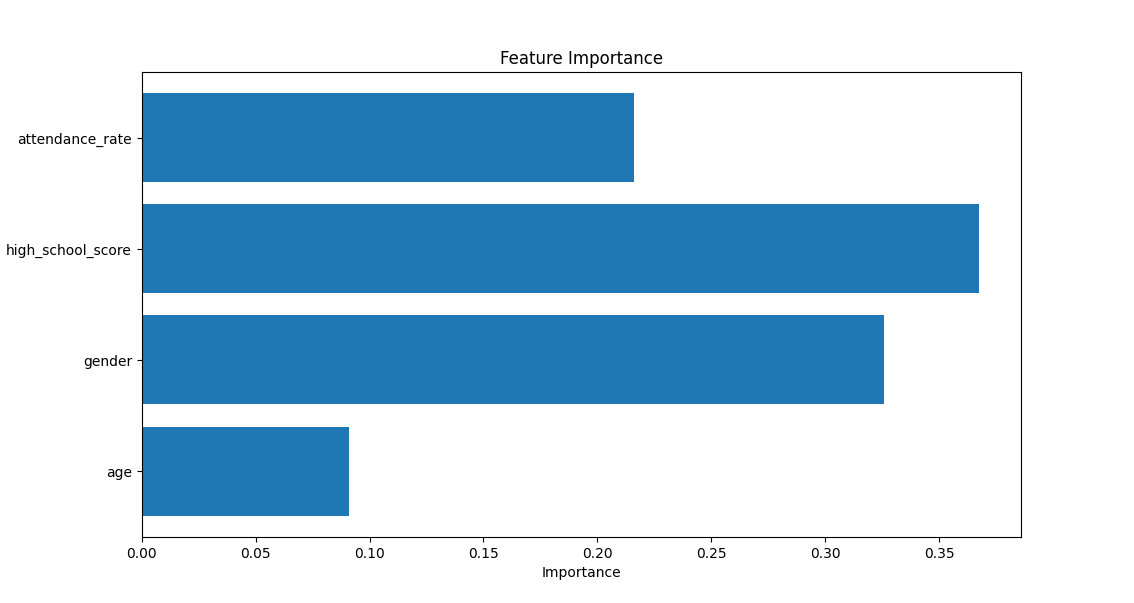 Feature Importance
attendance_rate
high_school_score
gender
age
0.00 0.05 0.10 0.15 0.20 0.25 0.30 0.35
Importance